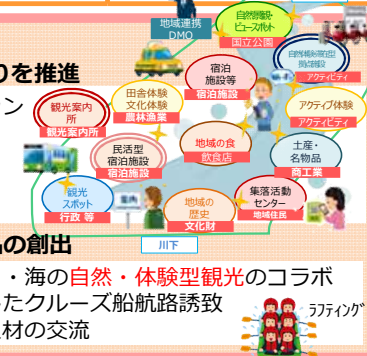 地域連携
DMO
自然景観・
ビュースポット
国立公園
自然体験型
拠点施設
アクティビティ
りを推進
宿泊
施設等
宿泊施設
田舎体験
文化体験
農林漁業
ン
観光案内
所
観光案内所
アクティブ体験
アクティビティ
民活型
宿泊施設
宿泊施設
地域の食
飲食店
土産・
名物品
商工業
観光
スポット
行政 等
案内
地域の
歴史
文化財
集落活動
センター
地域住民
品の創出
川下
・海の自然・体験型観光のコラボ
たクルーズ船航路誘致
材の交流
ラフティング